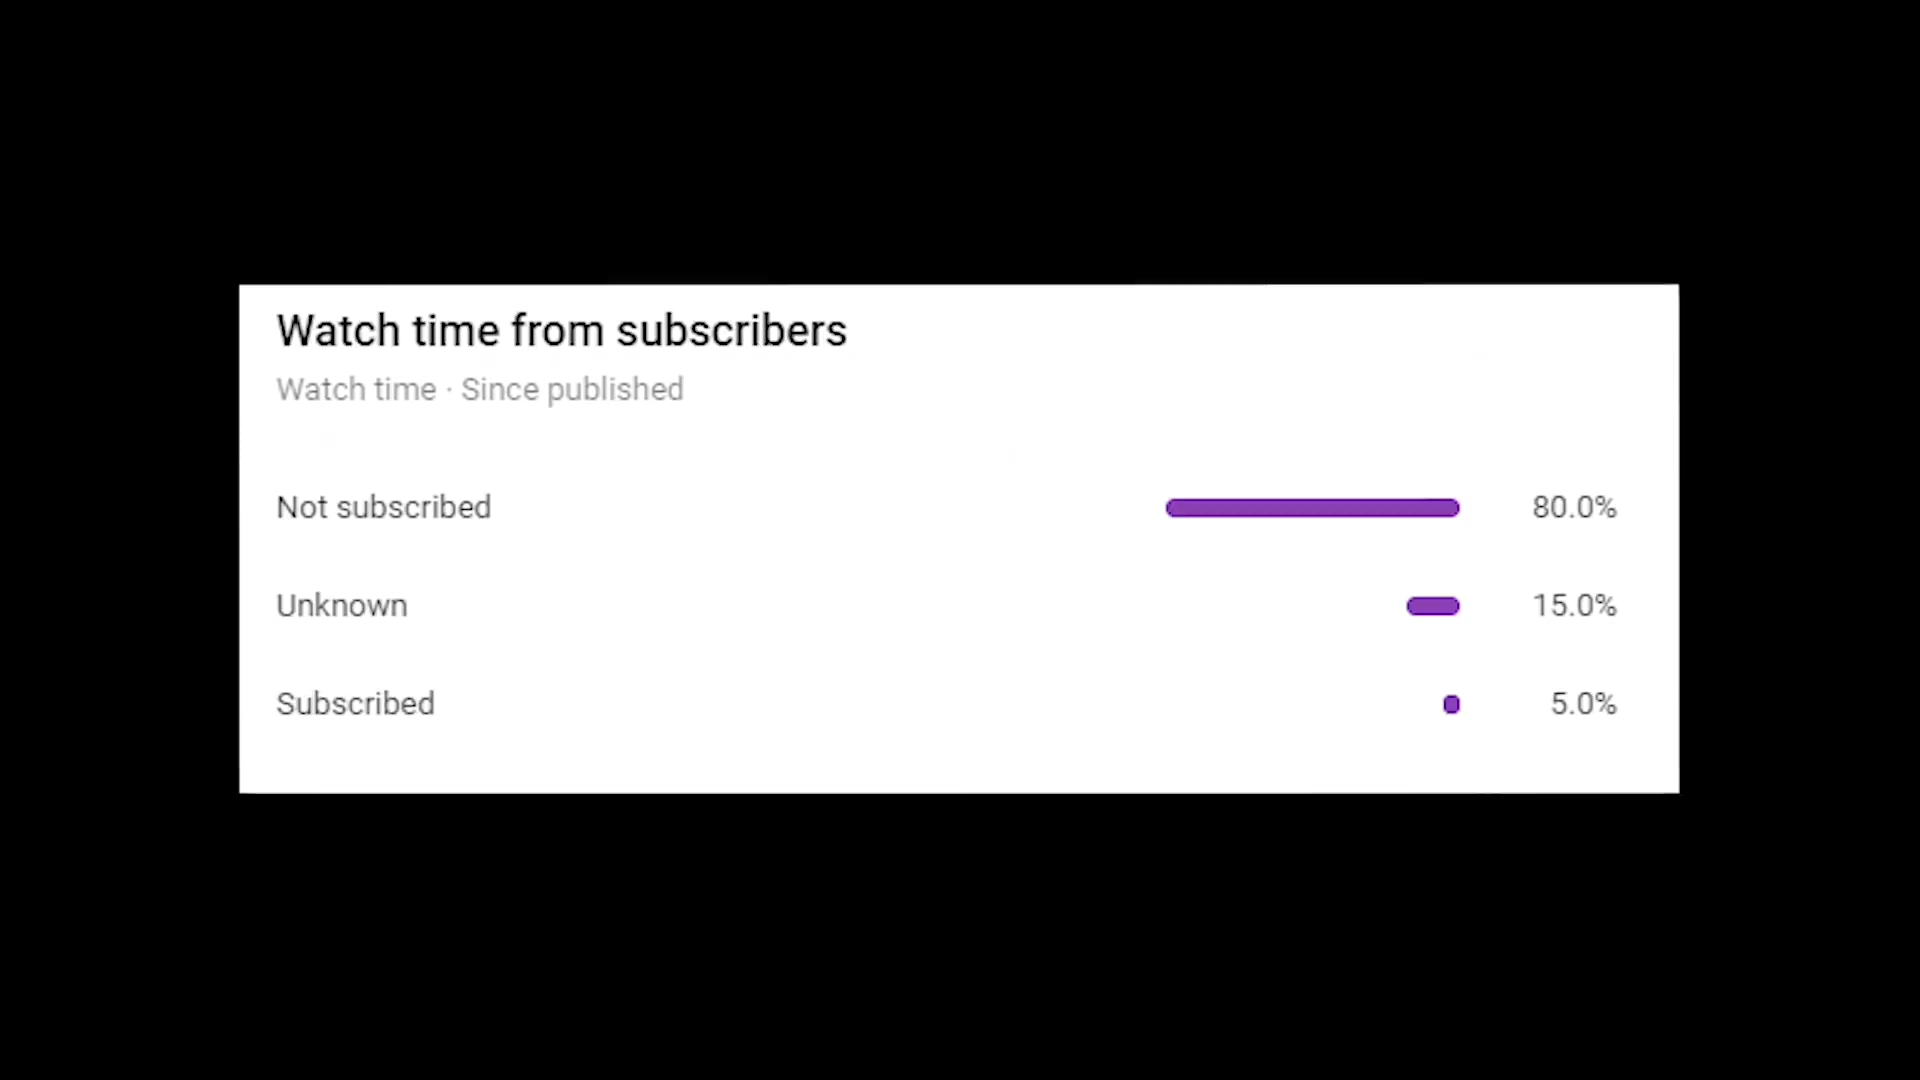 Watch time from subscribers
Watch time · Since published
Not subscribed 80.0%
Unknown 15.0%
Subscribed 5.0%